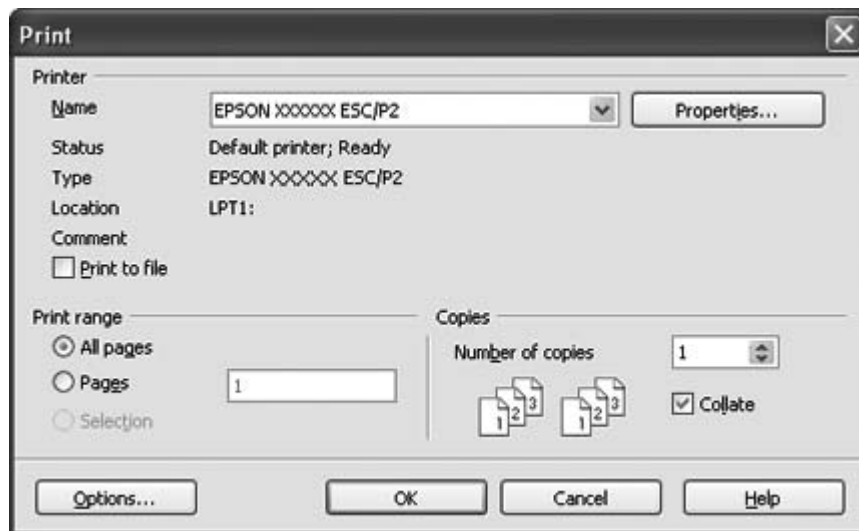 Print
Printer
Name EPSON XXXXXX ESC/P2 Properties...
Status Default printer; Ready
Type EPSON XXXXXX ESC/P2
Location LPT1:
Comment
Print to file
Print range
All pages
Pages 1
Selection
Copies
Number of copies 1
1 2 3 1 2 3
Collate
Options... OK Cancel Help